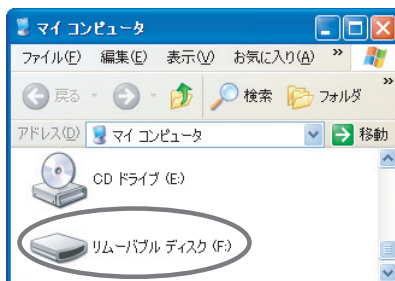 マイ コンピュータ
ファイル(F) 編集(E) 表示(V) お気に入り(A) »
戻る 検索 フォルダ »
アドレス(D) マイ コンピュータ 移動
CD ドライブ (E:)
リムーバブル ディスク (F:)